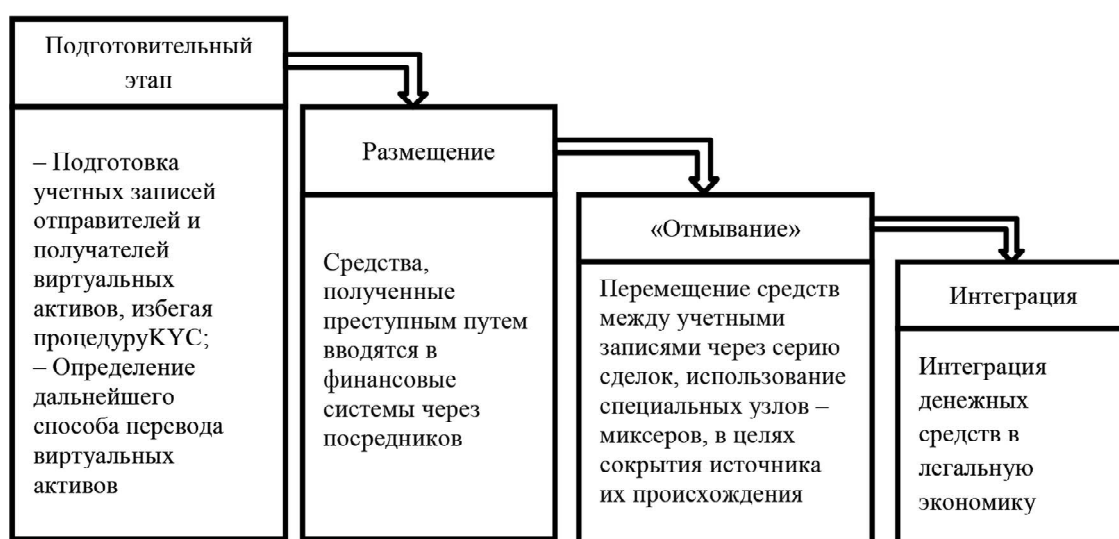 Подготовительный
этап
– Подготовка
учетных записей
отправителей и
получателей
виртуальных
активов, избегая
процедуруKYC;
– Определение
дальнейшего
способа перевода
виртуальных
активов
Размещение
Средства,
полученные
преступным путем
вводятся в
финансовые
системы через
посредников
«Отмывание»
Перемещение средств
между учетными
записями через серию
сделок, использование
специальных узлов –
миксеров, в целях
сокрытия источника
их происхождения
Интеграция
Интеграция
денежных
средств в
легальную
экономику